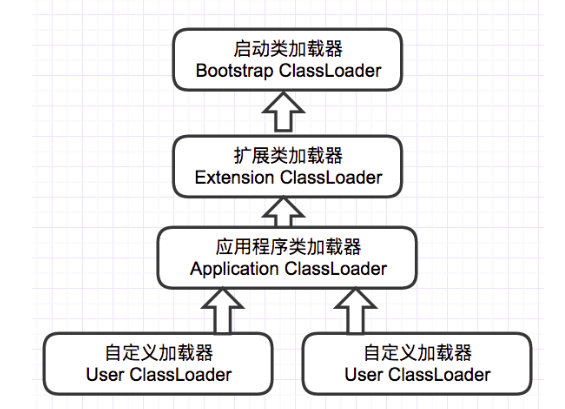 启动类加载器
Bootstrap ClassLoader
扩展类加载器
Extension ClassLoader
应用程序类加载器
Application ClassLoader
自定义加载器
User ClassLoader
自定义加载器
User ClassLoader